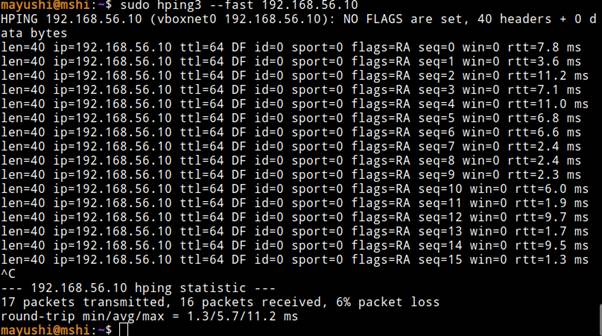 mayushi@mshi:~$ sudo hping3 --fast 192.168.56.10
HPING 192.168.56.10 (vboxnet0 192.168.56.10): NO FLAGS are set, 40 headers + 0 d
ata bytes
len=40 ip=192.168.56.10 ttl=64 DF id=0 sport=0 flags=RA seq=0 win=0 rtt=7.8 ms
len=40 ip=192.168.56.10 ttl=64 DF id=0 sport=0 flags=RA seq=1 win=0 rtt=3.6 ms
len=40 ip=192.168.56.10 ttl=64 DF id=0 sport=0 flags=RA seq=2 win=0 rtt=11.2 ms
len=40 ip=192.168.56.10 ttl=64 DF id=0 sport=0 flags=RA seq=3 win=0 rtt=7.1 ms
len=40 ip=192.168.56.10 ttl=64 DF id=0 sport=0 flags=RA seq=4 win=0 rtt=11.0 ms
len=40 ip=192.168.56.10 ttl=64 DF id=0 sport=0 flags=RA seq=5 win=0 rtt=6.8 ms
len=40 ip=192.168.56.10 ttl=64 DF id=0 sport=0 flags=RA seq=6 win=0 rtt=6.6 ms
len=40 ip=192.168.56.10 ttl=64 DF id=0 sport=0 flags=RA seq=7 win=0 rtt=2.4 ms
len=40 ip=192.168.56.10 ttl=64 DF id=0 sport=0 flags=RA seq=8 win=0 rtt=2.4 ms
len=40 ip=192.168.56.10 ttl=64 DF id=0 sport=0 flags=RA seq=9 win=0 rtt=2.3 ms
len=40 ip=192.168.56.10 ttl=64 DF id=0 sport=0 flags=RA seq=10 win=0 rtt=6.0 ms
len=40 ip=192.168.56.10 ttl=64 DF id=0 sport=0 flags=RA seq=11 win=0 rtt=1.9 ms
len=40 ip=192.168.56.10 ttl=64 DF id=0 sport=0 flags=RA seq=12 win=0 rtt=9.7 ms
len=40 ip=192.168.56.10 ttl=64 DF id=0 sport=0 flags=RA seq=13 win=0 rtt=1.7 ms
len=40 ip=192.168.56.10 ttl=64 DF id=0 sport=0 flags=RA seq=14 win=0 rtt=9.5 ms
len=40 ip=192.168.56.10 ttl=64 DF id=0 sport=0 flags=RA seq=15 win=0 rtt=1.3 ms
^C
--- 192.168.56.10 hping statistic ---
17 packets transmitted, 16 packets received, 6% packet loss
round-trip min/avg/max = 1.3/5.7/11.2 ms
mayushi@mshi:~$